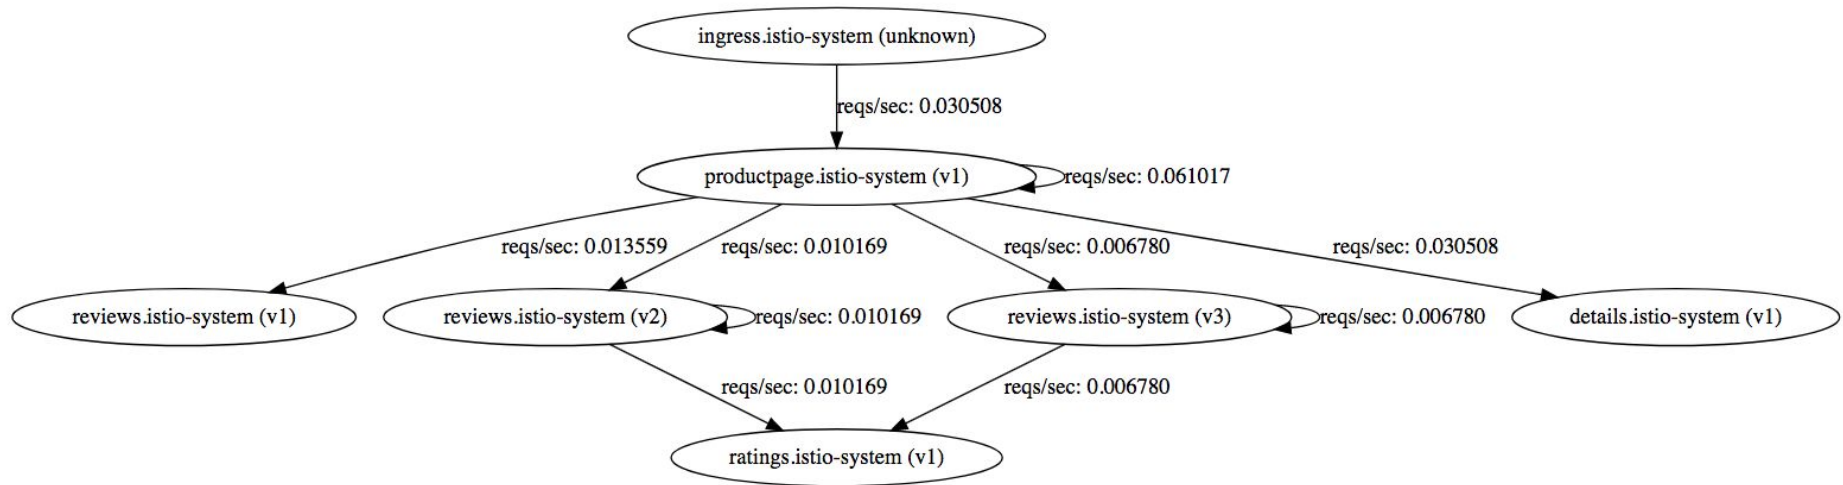 ingress.istio-system (unknown)
reqs/sec: 0.030508
productpage.istio-system (v1)
reqs/sec: 0.061017
reqs/sec: 0.013559
reqs/sec: 0.010169
reqs/sec: 0.006780
reqs/sec: 0.030508
reviews.istio-system (v1)
reviews.istio-system (v2)
reqs/sec: 0.010169
reviews.istio-system (v3)
reqs/sec: 0.006780
details.istio-system (v1)
reqs/sec: 0.010169
reqs/sec: 0.006780
ratings.istio-system (v1)